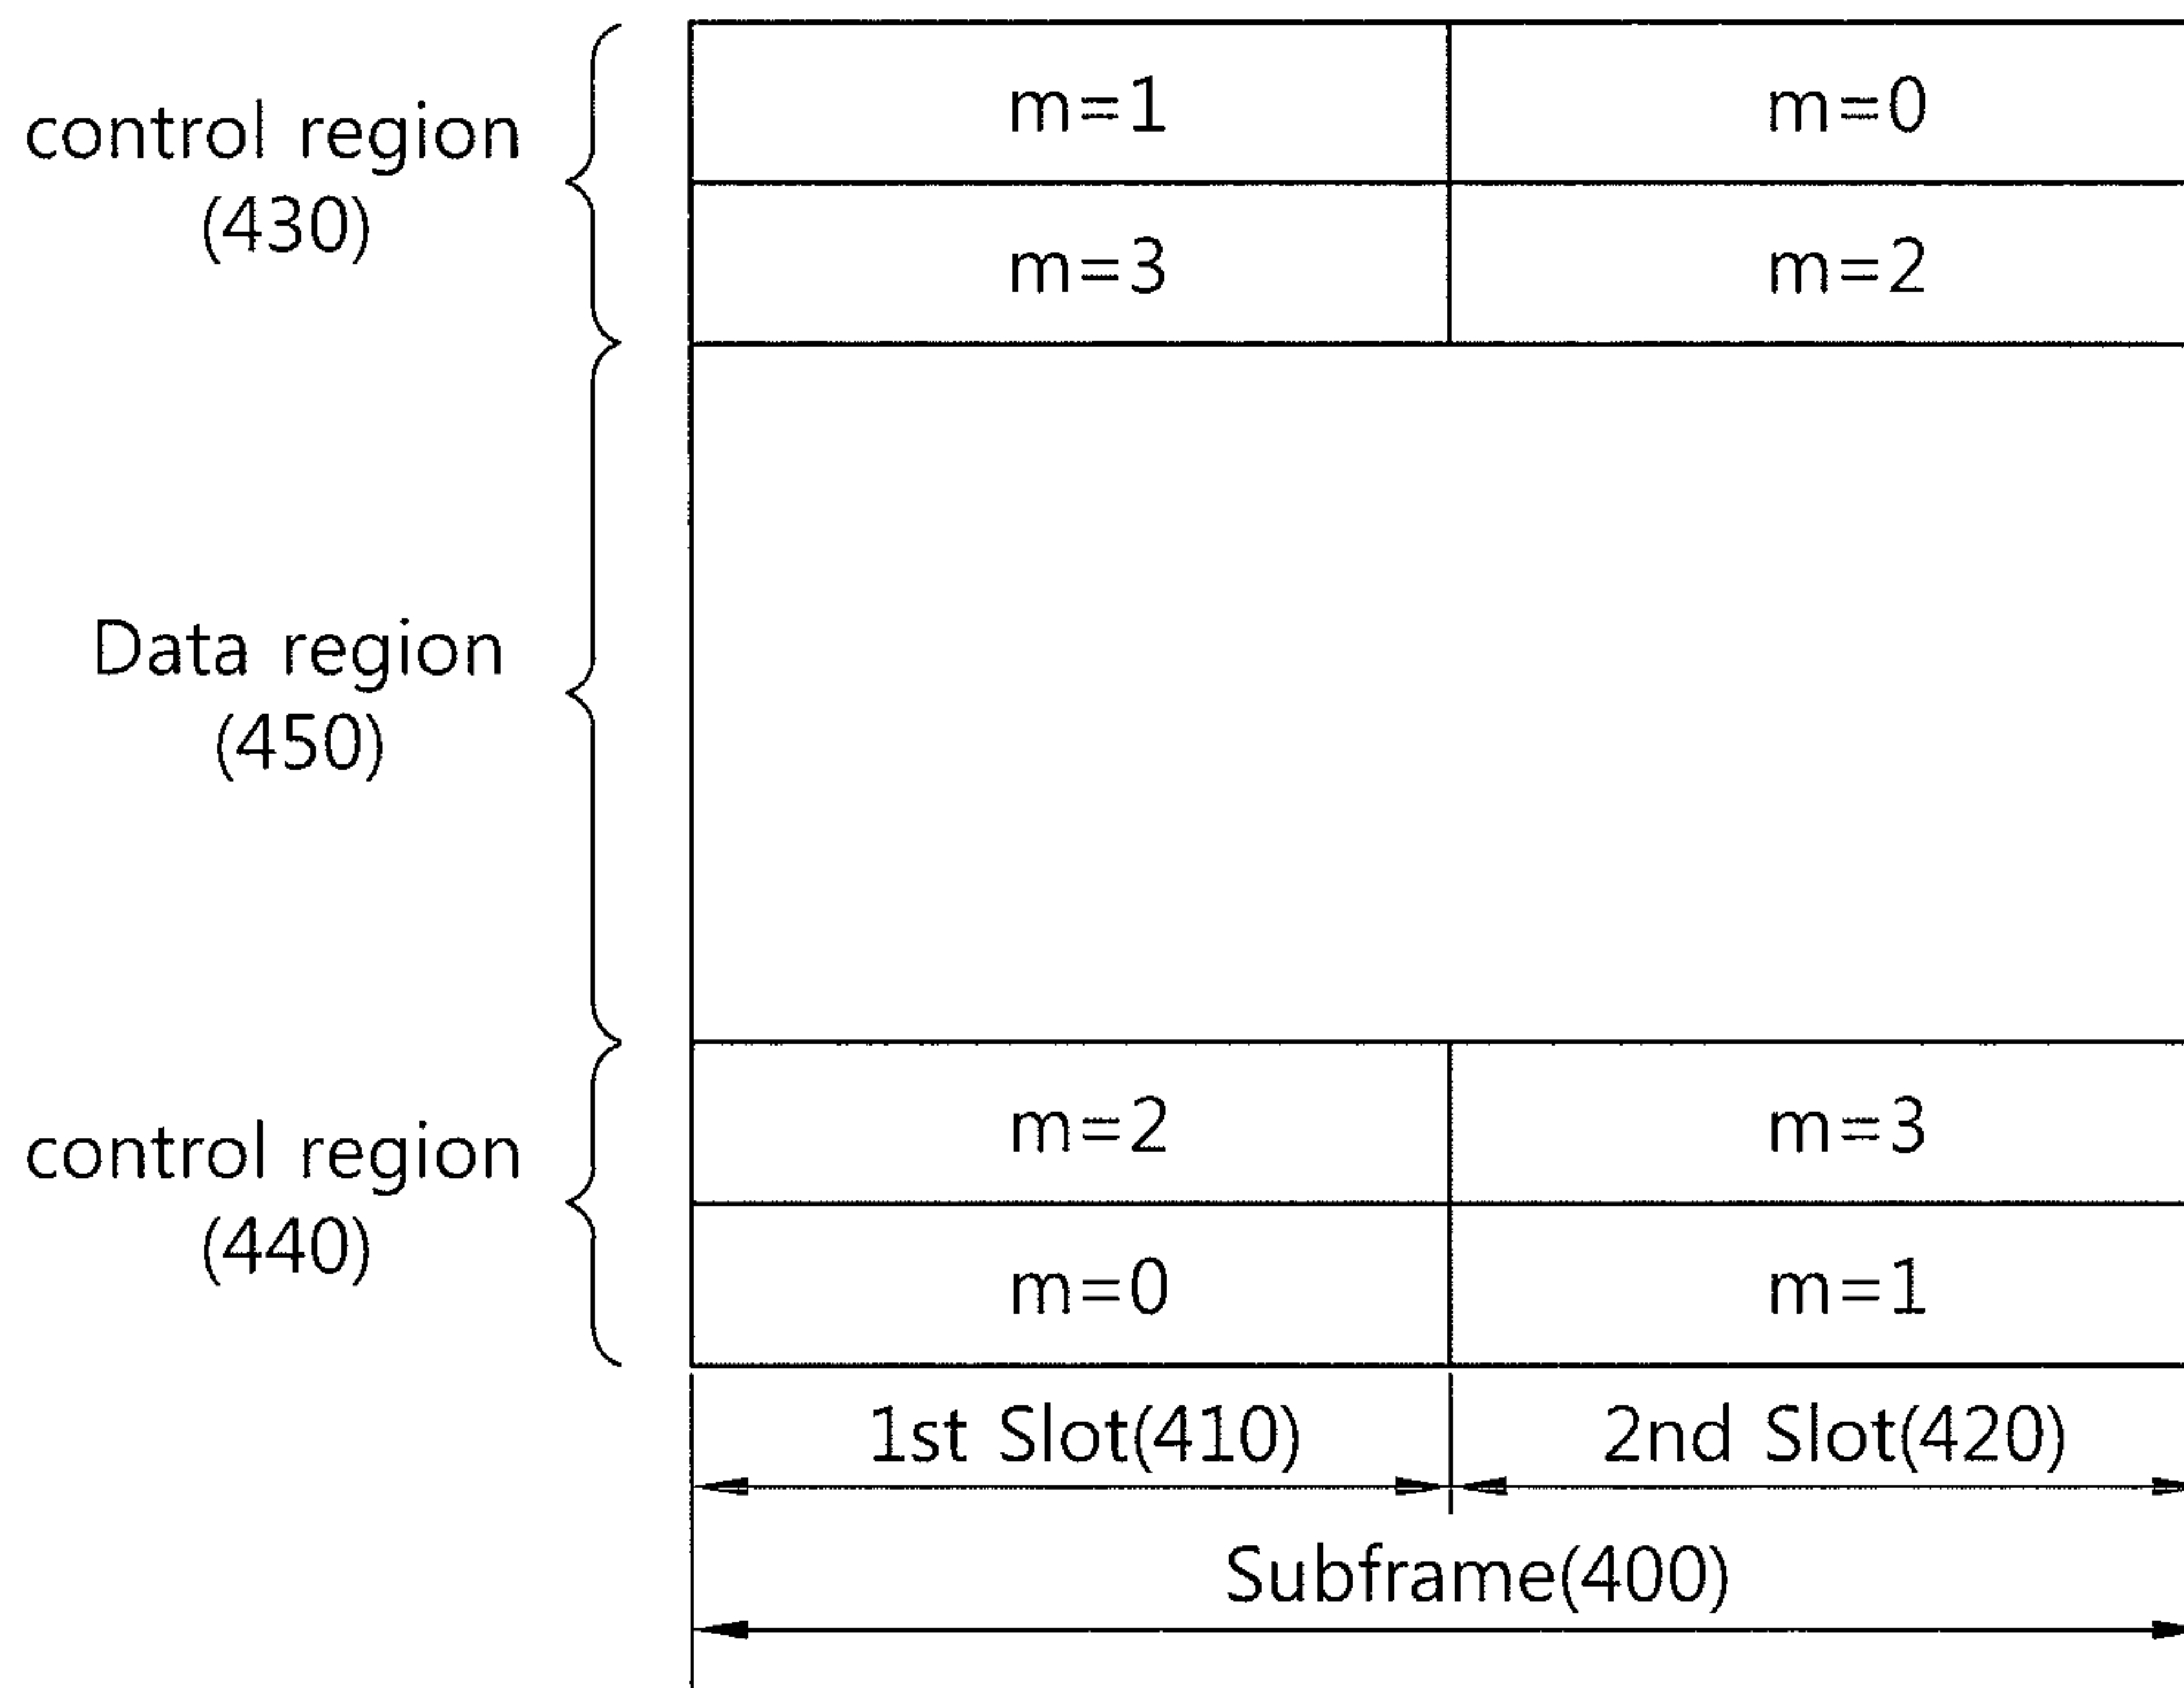 control region
(430)
m=1
m=0
m=3
m=2
Data region
(450)
control region
(440)
m=2
m=3
m=0
m=1
1st Slot(410)
2nd Slot(420)
Subframe(400)